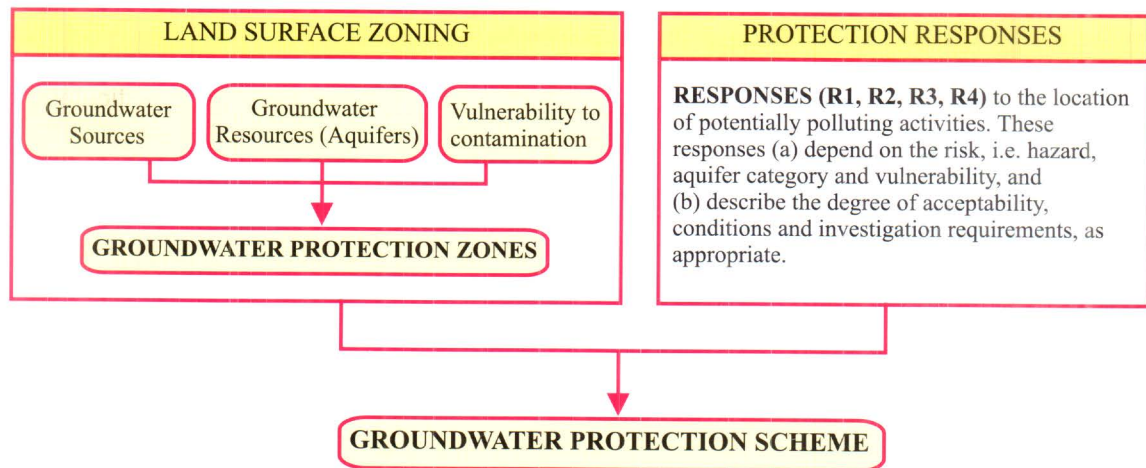 LAND SURFACE ZONING
Groundwater
Sources
Groundwater
Resources (Aquifers)
Vulnerability to
contamination
GROUNDWATER PROTECTION ZONES
PROTECTION RESPONSES
RESPONSES (R1, R2, R3, R4) to the location
of potentially polluting activities. These
responses (a) depend on the risk, i.e. hazard,
aquifer category and vulnerability, and
(b) describe the degree of acceptability,
conditions and investigation requirements, as
appropriate.
GROUNDWATER PROTECTION SCHEME